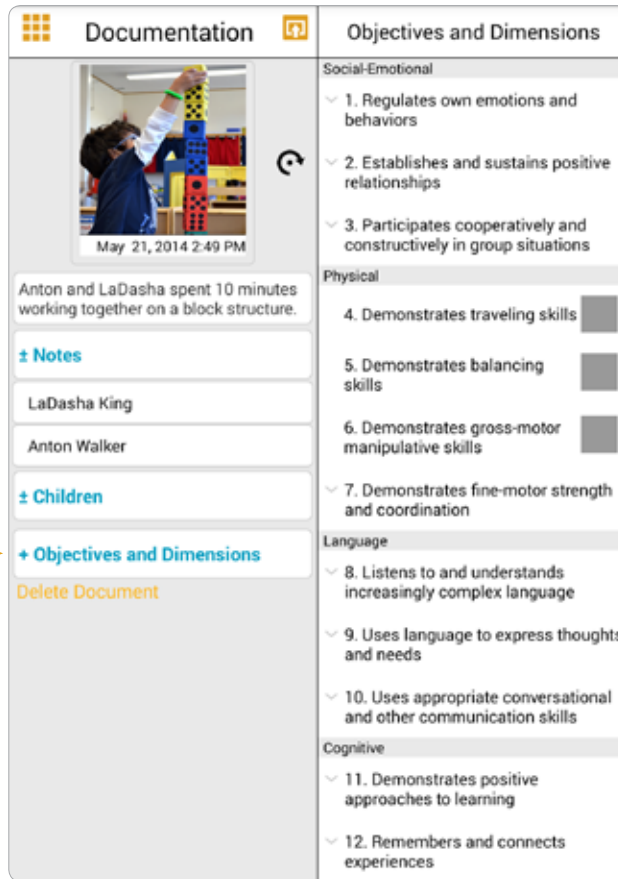 Documentation
May 21, 2014 2:49 PM
Anton and LaDasha spent 10 minutes
working together on a block structure.
± Notes
LaDasha King
Anton Walker
± Children
+ Objectives and Dimensions
Delete Document
Objectives and Dimensions
Social-Emotional
1. Regulates own emotions and
behaviors
2. Establishes and sustains positive
relationships
3. Participates cooperatively and
constructively in group situations
Physical
4. Demonstrates traveling skills
5. Demonstrates balancing
skills
6. Demonstrates gross-motor
manipulative skills
7. Demonstrates fine-motor strength
and coordination
Language
8. Listens to and understands
increasingly complex language
9. Uses language to express thoughts
and needs
10. Uses appropriate conversational
and other communication skills
Cognitive
11. Demonstrates positive
approaches to learning
12. Remembers and connects
experiences